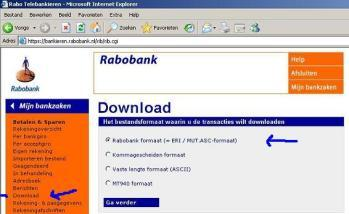 Rabo Telebankieren - Microsoft Internet Explorer
Bestand Bewerken Beeld Favorieten Extra Help
Vorige Zoeken Favorieten
Adres https://bankieren.rabobank.nl/rib/rib.cgi
Rabobank
Rabobank
Help
Afsluiten
Mijn bankzaken
Mijn bankzaken
Betalen & Sparen
Rekeningoverzicht
Per bankgiro
Per acceptgiro
Eigen rekening
Importeren bestand
Geagendeerd
In behandeling
Adresboek
Berichten
Download
Rekening- & pasgegevens
Rekeningafschriften
Download
Het bestandsformaat waarin u de transacties wilt downloaden
Rabobank formaat (= ERI / MUT.ASC-formaat)
Kommagescheiden formaat
Vaste lengte formaat (ASCII)
MT940 formaat
Ga verder